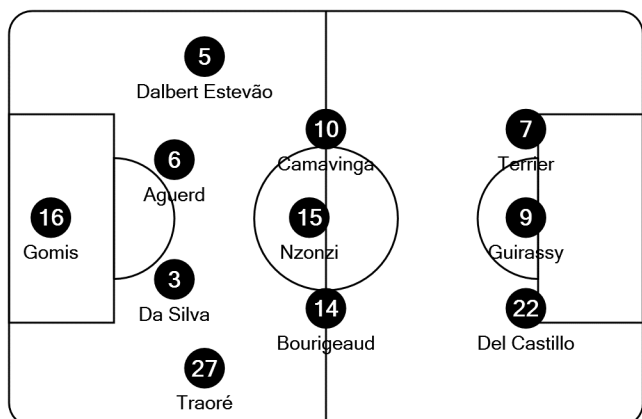 5
Dalbert Estevão
10
Camavinga
7
Terrier
6
Aguerd
16
Gomis
15
Nzonzi
9
Guirassy
3
Da Silva
14
Bourigeaud
22
Del Castillo
27
Traoré